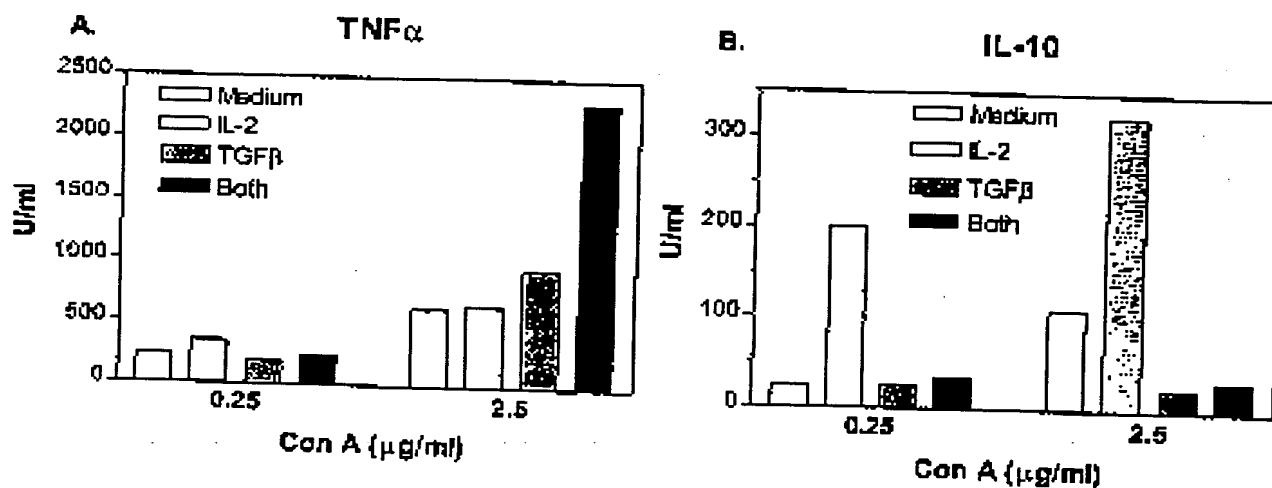 A. TNFα
2500
2000
1500
1000
500
0
U/ml
Medium
IL-2
TGFβ
Both
0.25 2.5
Con A (μg/ml)
B. IL-10
300
200
100
0
U/ml
Medium
IL-2
TGFβ
Both
0.25 2.5
Con A (μg/ml)